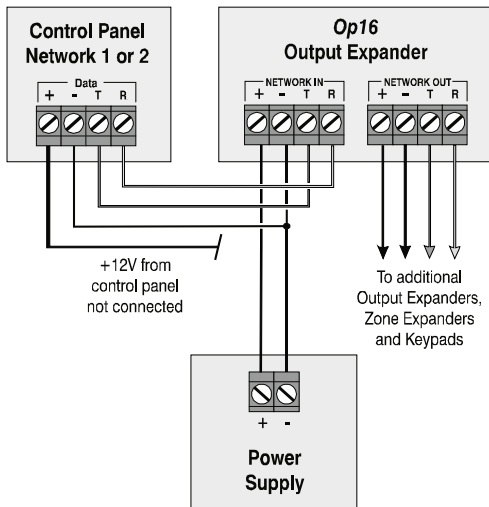 Control Panel
Network 1 or 2
Data
+ - T R
Op16
Output Expander
NETWORK IN
+ - T R
NETWORK OUT
+ - T R
+12V from
control panel
not connected
To additional
Output Expanders,
Zone Expanders
and Keypads
+ -
Power
Supply